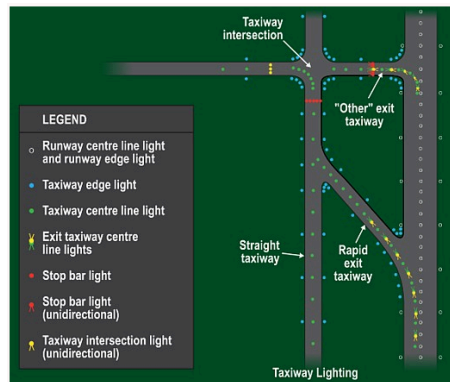 Taxiway
intersection
"Other" exit
taxiway
LEGEND
Runway centre line light
and runway edge light
Taxiway edge light
Taxiway centre line light
Exit taxiway centre
line lights
Stop bar light
Stop bar light
(unidirectional)
Taxiway intersection light
(unidirectional)
Straight
taxiway
Rapid
exit
taxiway
Taxiway Lighting